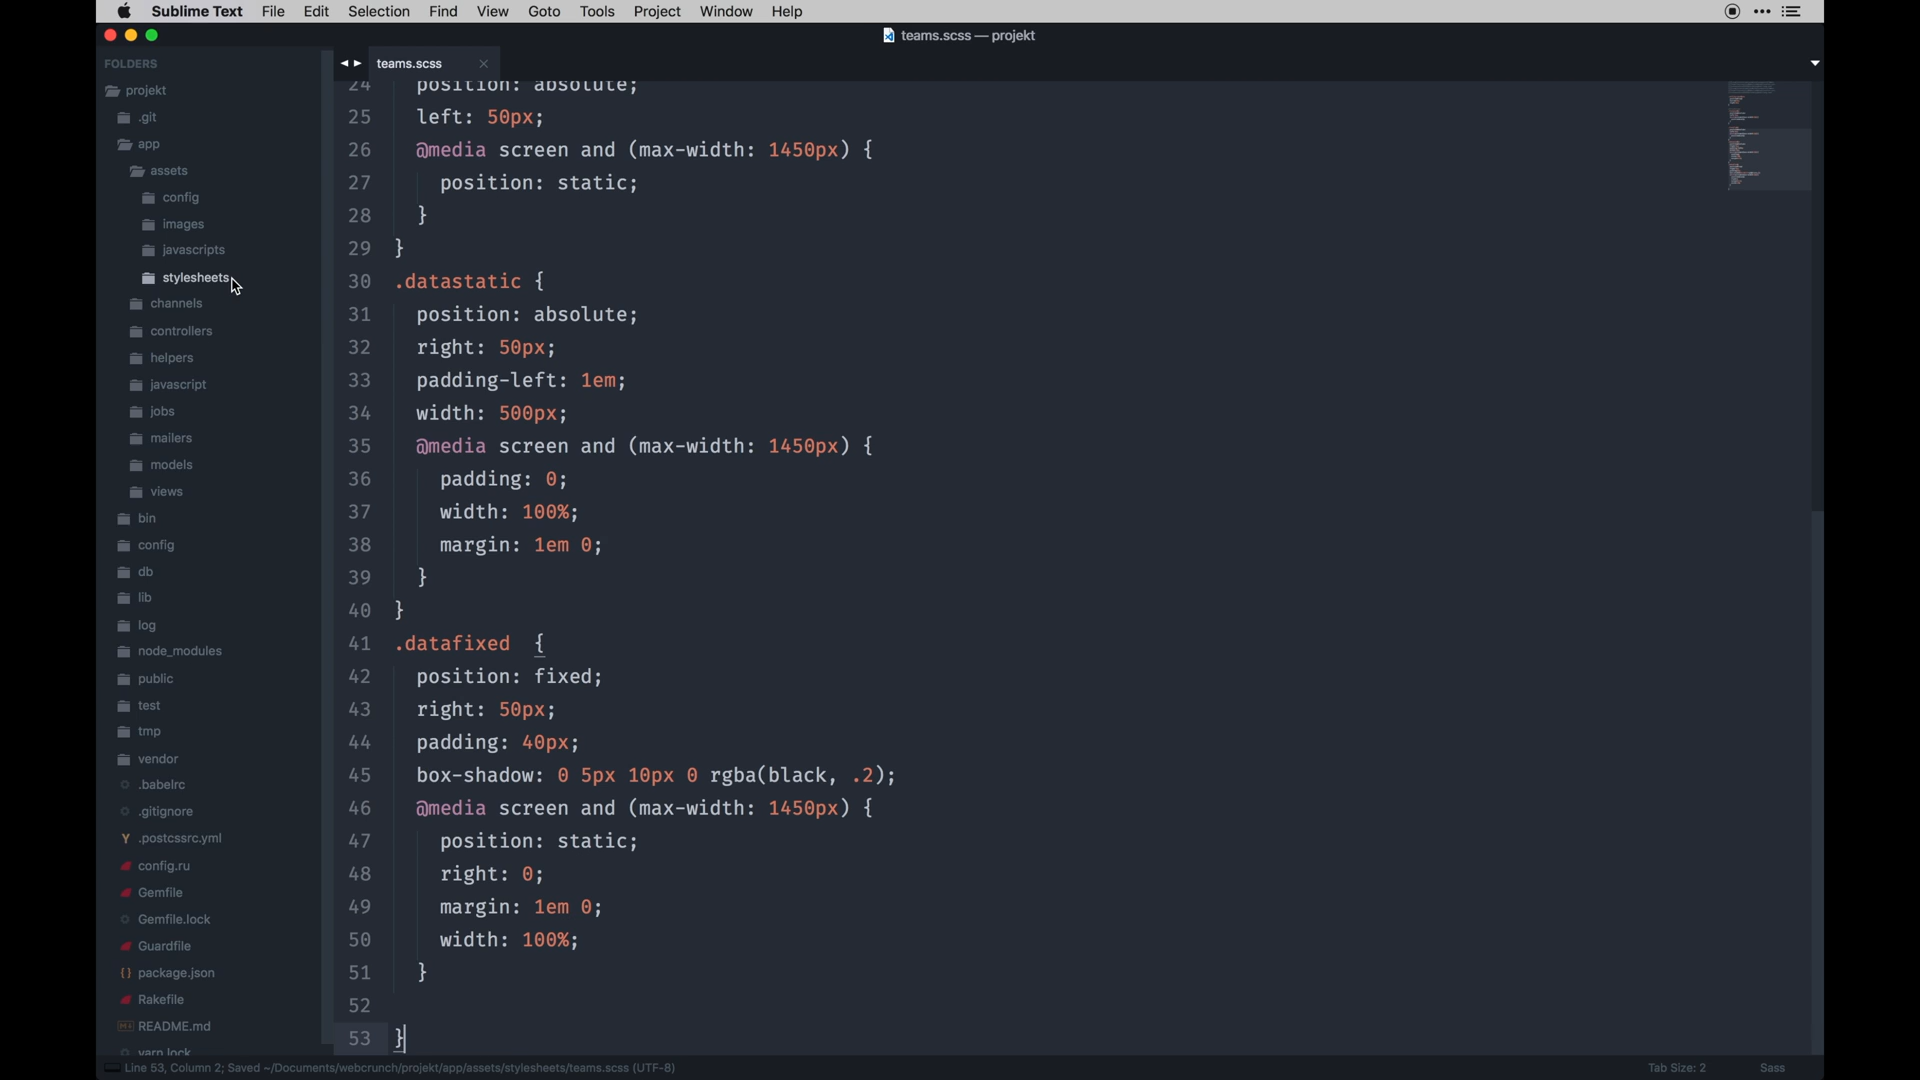 Sublime Text File Edit Selection Find View Goto Tools Project Window Help
teams.scss — projekt
FOLDERS
projekt
.git
app
assets
config
images
javascripts
stylesheets
channels
controllers
helpers
javascript
jobs
mailers
models
views
bin
config
db
lib
log
node_modules
public
test
tmp
vendor
.babelrc
.gitignore
Y .postcssrc.yml
config.ru
Gemfile
Gemfile.lock
Guardfile
{} package.json
Rakefile
README.md
yarn.lock
teams.scss
24 position: absolute;
25 left: 50px;
26 @media screen and (max-width: 1450px) {
27 position: static;
28 }
29 }
30 .datastatic {
31 position: absolute;
32 right: 50px;
33 padding-left: 1em;
34 width: 500px;
35 @media screen and (max-width: 1450px) {
36 padding: 0;
37 width: 100%;
38 margin: 1em 0;
39 }
40 }
41 .datafixed  {
42 position: fixed;
43 right: 50px;
44 padding: 40px;
45 box-shadow: 0 5px 10px 0 rgba(black, .2);
46 @media screen and (max-width: 1450px) {
47 position: static;
48 right: 0;
49 margin: 1em 0;
50 width: 100%;
51 }
52
53 }
Line 53, Column 2; Saved ~/Documents/webcrunch/projekt/app/assets/stylesheets/teams.scss (UTF-8)
Tab Size: 2
Sass